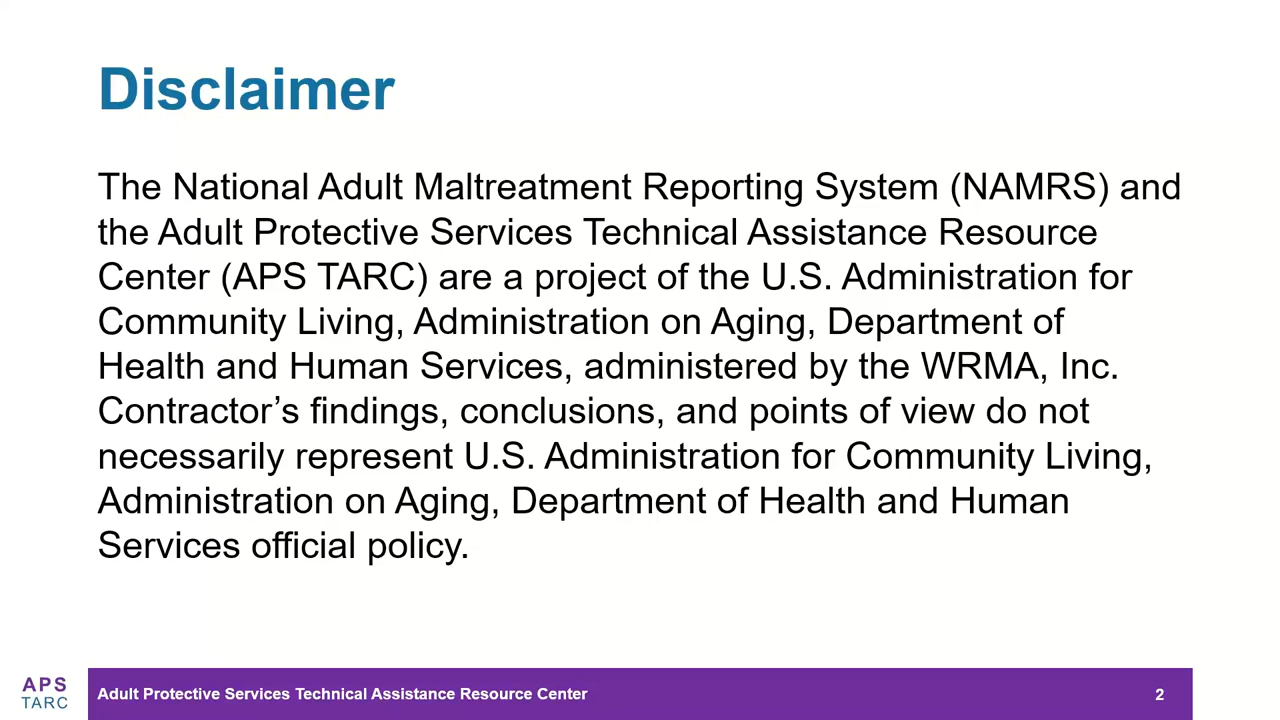 Disclaimer
The National Adult Maltreatment Reporting System (NAMRS) and
the Adult Protective Services Technical Assistance Resource
Center (APS TARC) are a project of the U.S. Administration for
Community Living, Administration on Aging, Department of
Health and Human Services, administered by the WRMA, Inc.
Contractor’s findings, conclusions, and points of view do not
necessarily represent U.S. Administration for Community Living,
Administration on Aging, Department of Health and Human
Services official policy.
APS
TARC
Adult Protective Services Technical Assistance Resource Center
2